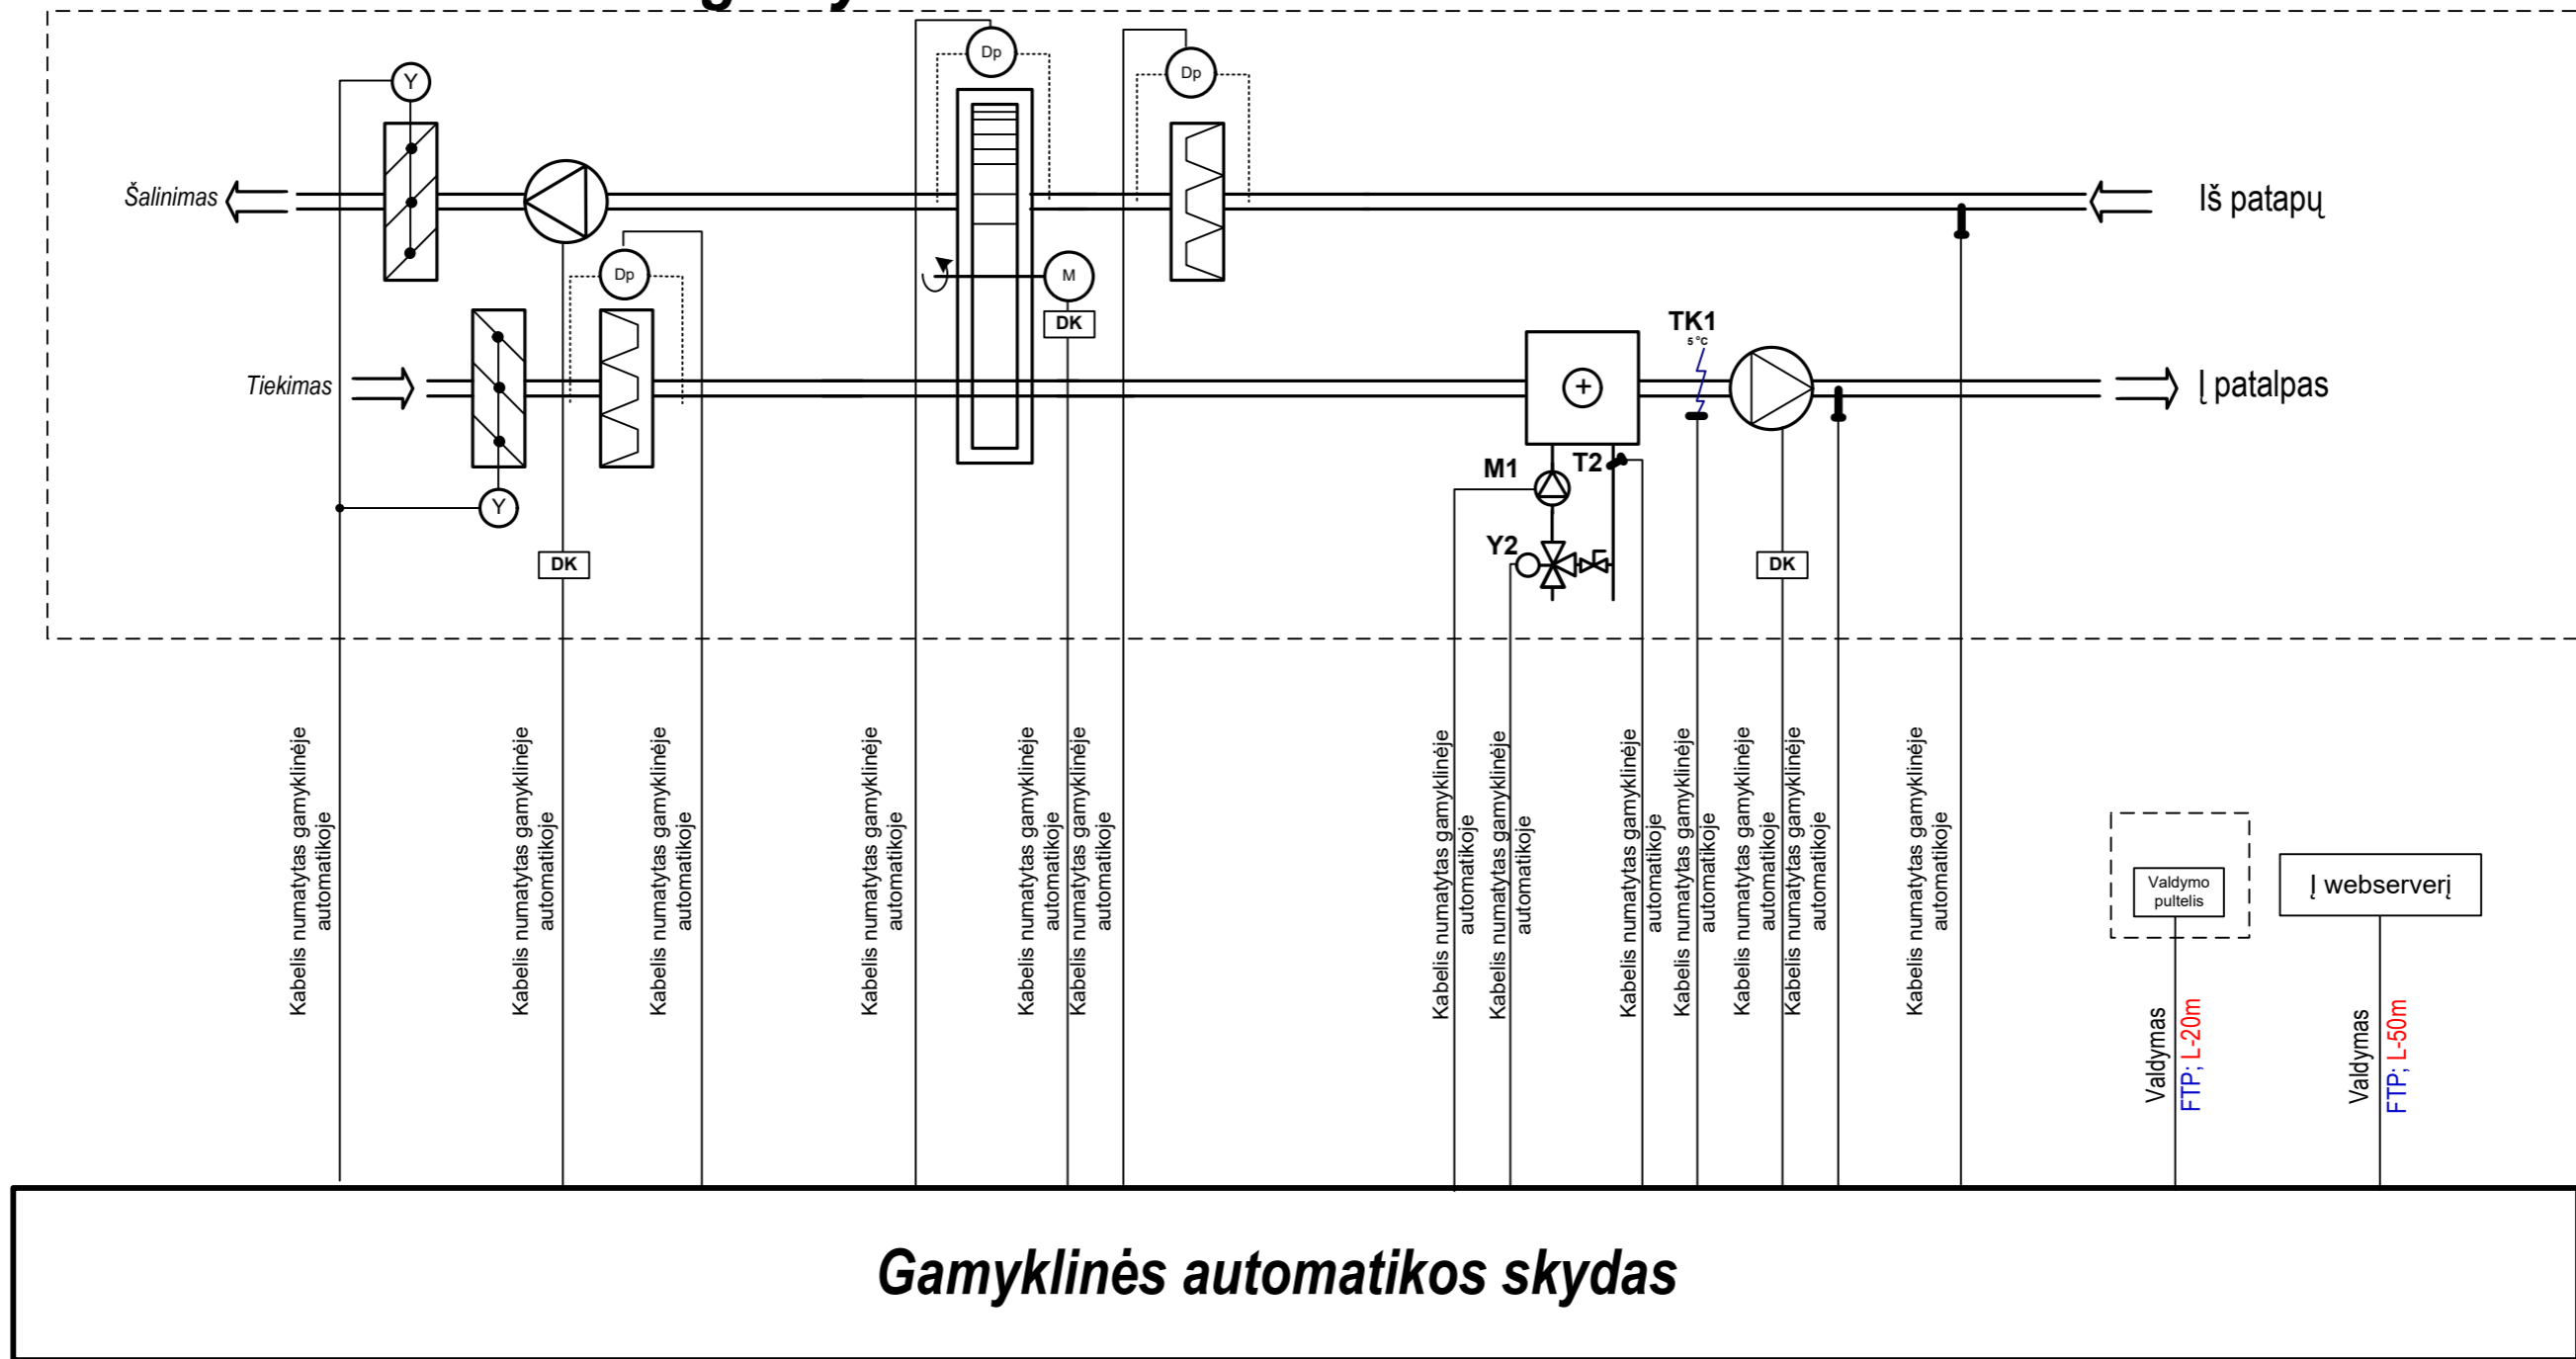 Y
Dp
Dp
Šalinimas
Iš patapų
Dp
M
DK
TK1
5 °C
Tiekimas
+
Į patalpas
M1
T2
Y
Y2
DK
DK
Kabelis numatytas gamyklinėje
automatikoje
Kabelis numatytas gamyklinėje
automatikoje
Kabelis numatytas gamyklinėje
automatikoje
Kabelis numatytas gamyklinėje
automatikoje
Kabelis numatytas gamyklinėje
automatikoje
Kabelis numatytas gamyklinėje
automatikoje
Kabelis numatytas gamyklinėje
automatikoje
Kabelis numatytas gamyklinėje
automatikoje
Kabelis numatytas gamyklinėje
automatikoje
Kabelis numatytas gamyklinėje
automatikoje
Kabelis numatytas gamyklinėje
automatikoje
Kabelis numatytas gamyklinėje
automatikoje
Kabelis numatytas gamyklinėje
automatikoje
Valdymo
pultelis
Į webserverį
Valdymas
FTP; L-20m
Valdymas
FTP; L-50m
Gamyklinės automatikos skydas